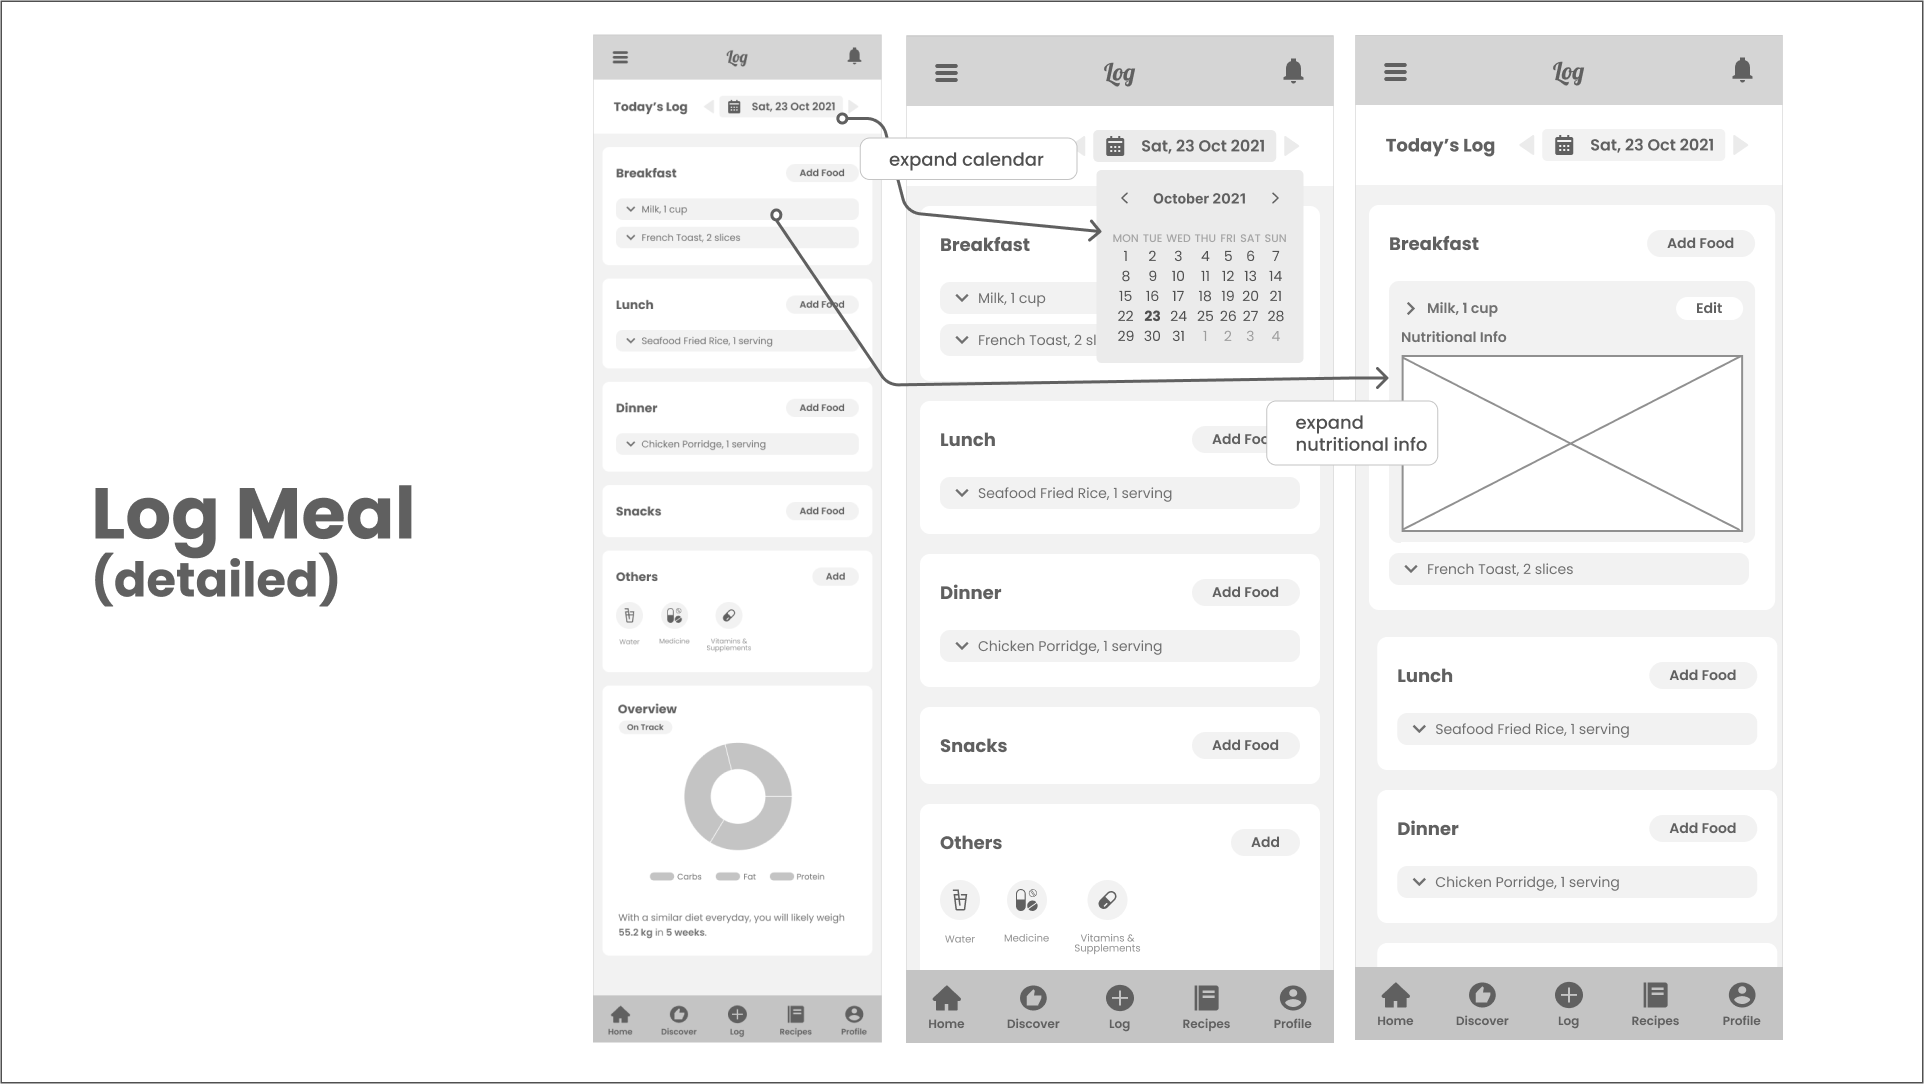 Log Meal
(detailed)
Log
Today's Log
Sat, 23 Oct 2021
Breakfast
Add Food
Milk, 1 cup
French Toast, 2 slices
Lunch
Add Food
Seafood Fried Rice, 1 serving
Dinner
Add Food
Chicken Porridge, 1 serving
Snacks
Add Food
Others
Add
Water
Medicine
Vitamins &
Supplements
Overview
On Track
Carbs
Fat
Protein
With a similar diet everyday, you will likely weigh
55.2 kg in 5 weeks.
Home
Discover
Log
Recipes
Profile
expand calendar
Log
Sat, 23 Oct 2021
October 2021
MON TUE WED THU FRI SAT SUN
1 2 3 4 5 6 7
8 9 10 11 12 13 14
15 16 17 18 19 20 21
22 23 24 25 26 27 28
29 30 31 1 2 3 4
Breakfast
Milk, 1 cup
French Toast, 2 sl
Lunch
Add Foo
Seafood Fried Rice, 1 serving
Dinner
Add Food
Chicken Porridge, 1 serving
Snacks
Add Food
Others
Add
Water
Medicine
Vitamins &
Supplements
Home
Discover
Log
Recipes
Profile
expand
nutritional info
Log
Today's Log
Sat, 23 Oct 2021
Breakfast
Add Food
Milk, 1 cup
Edit
Nutritional Info
French Toast, 2 slices
Lunch
Add Food
Seafood Fried Rice, 1 serving
Dinner
Add Food
Chicken Porridge, 1 serving
Home
Discover
Log
Recipes
Profile